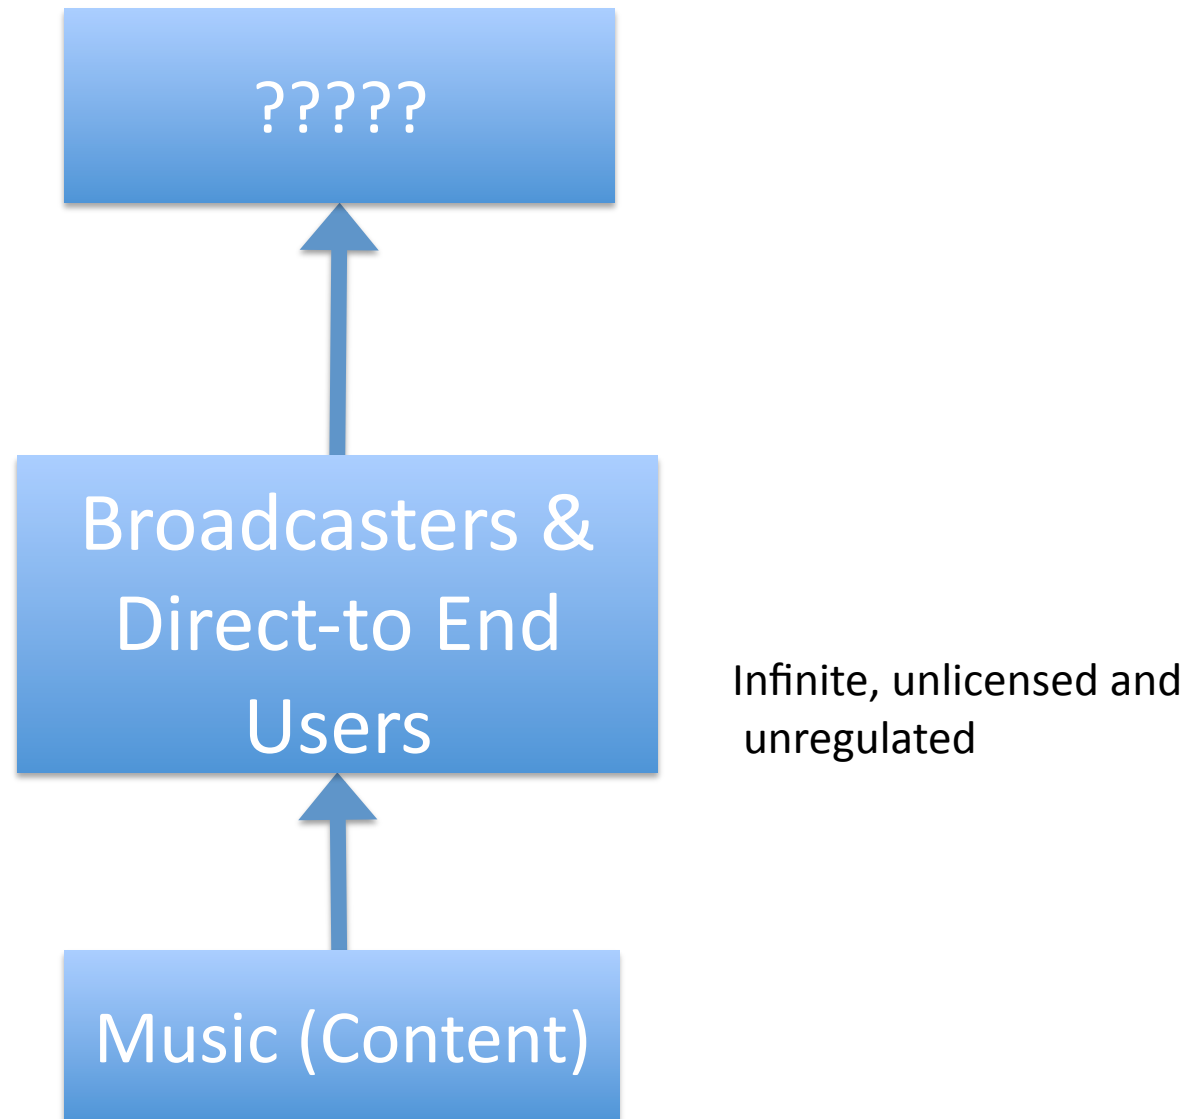 ?????
Broadcasters &
Direct-to End
Users
Infinite, unlicensed and
unregulated
Music (Content)